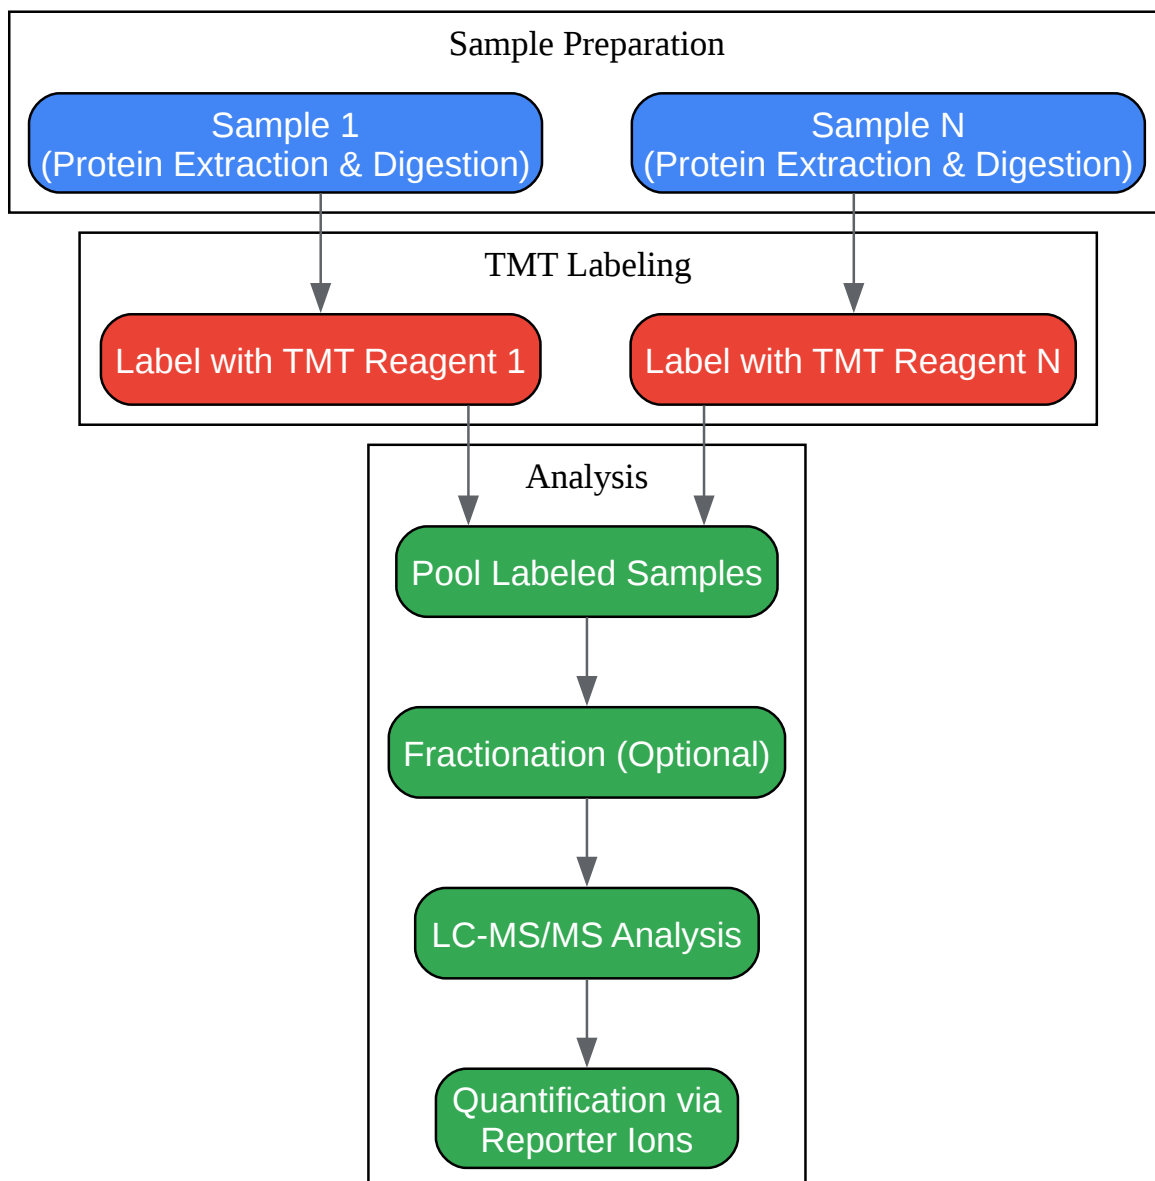 Sample Preparation
Sample 1
(Protein Extraction & Digestion)
Sample N
(Protein Extraction & Digestion)
TMT Labeling
Label with TMT Reagent 1
Label with TMT Reagent N
Analysis
Pool Labeled Samples
Fractionation (Optional)
LC-MS/MS Analysis
Quantification via
Reporter Ions